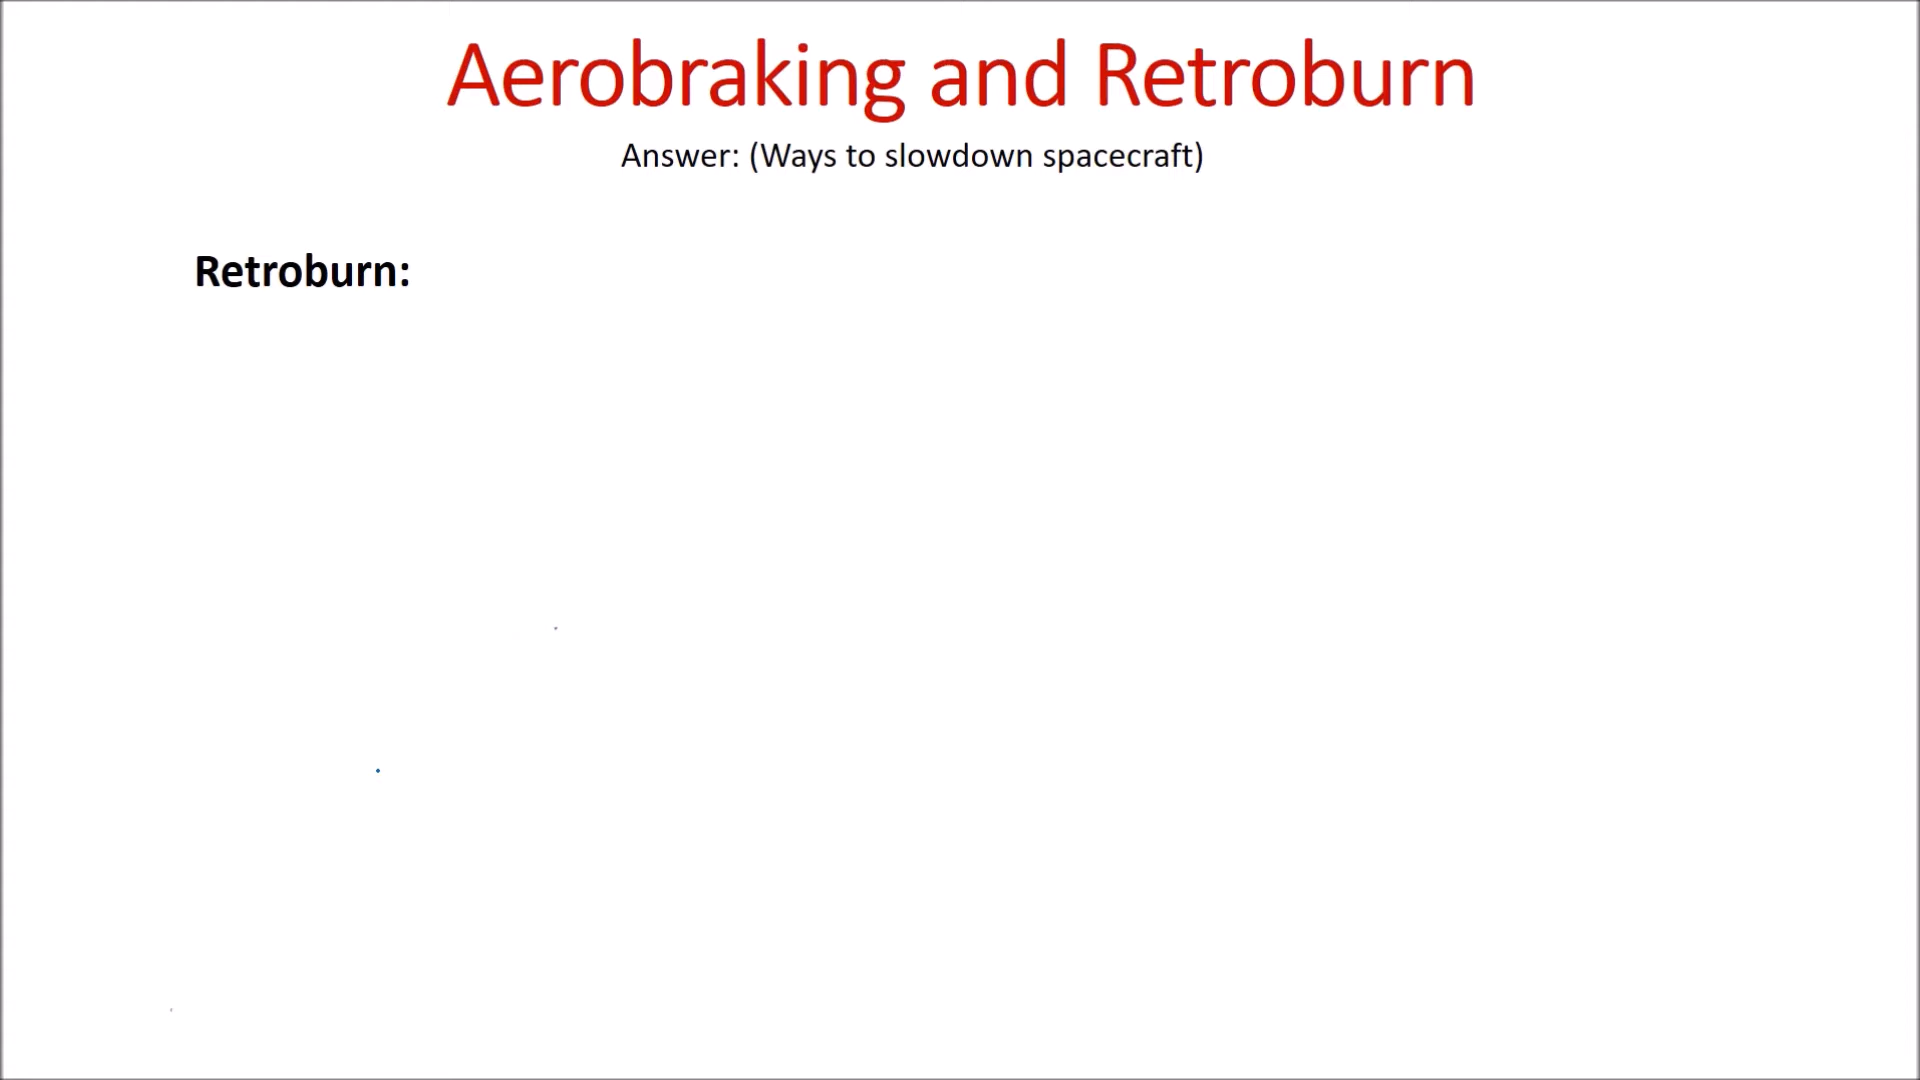 Aerobraking and Retroburn
Answer: (Ways to slowdown spacecraft)
Retroburn: